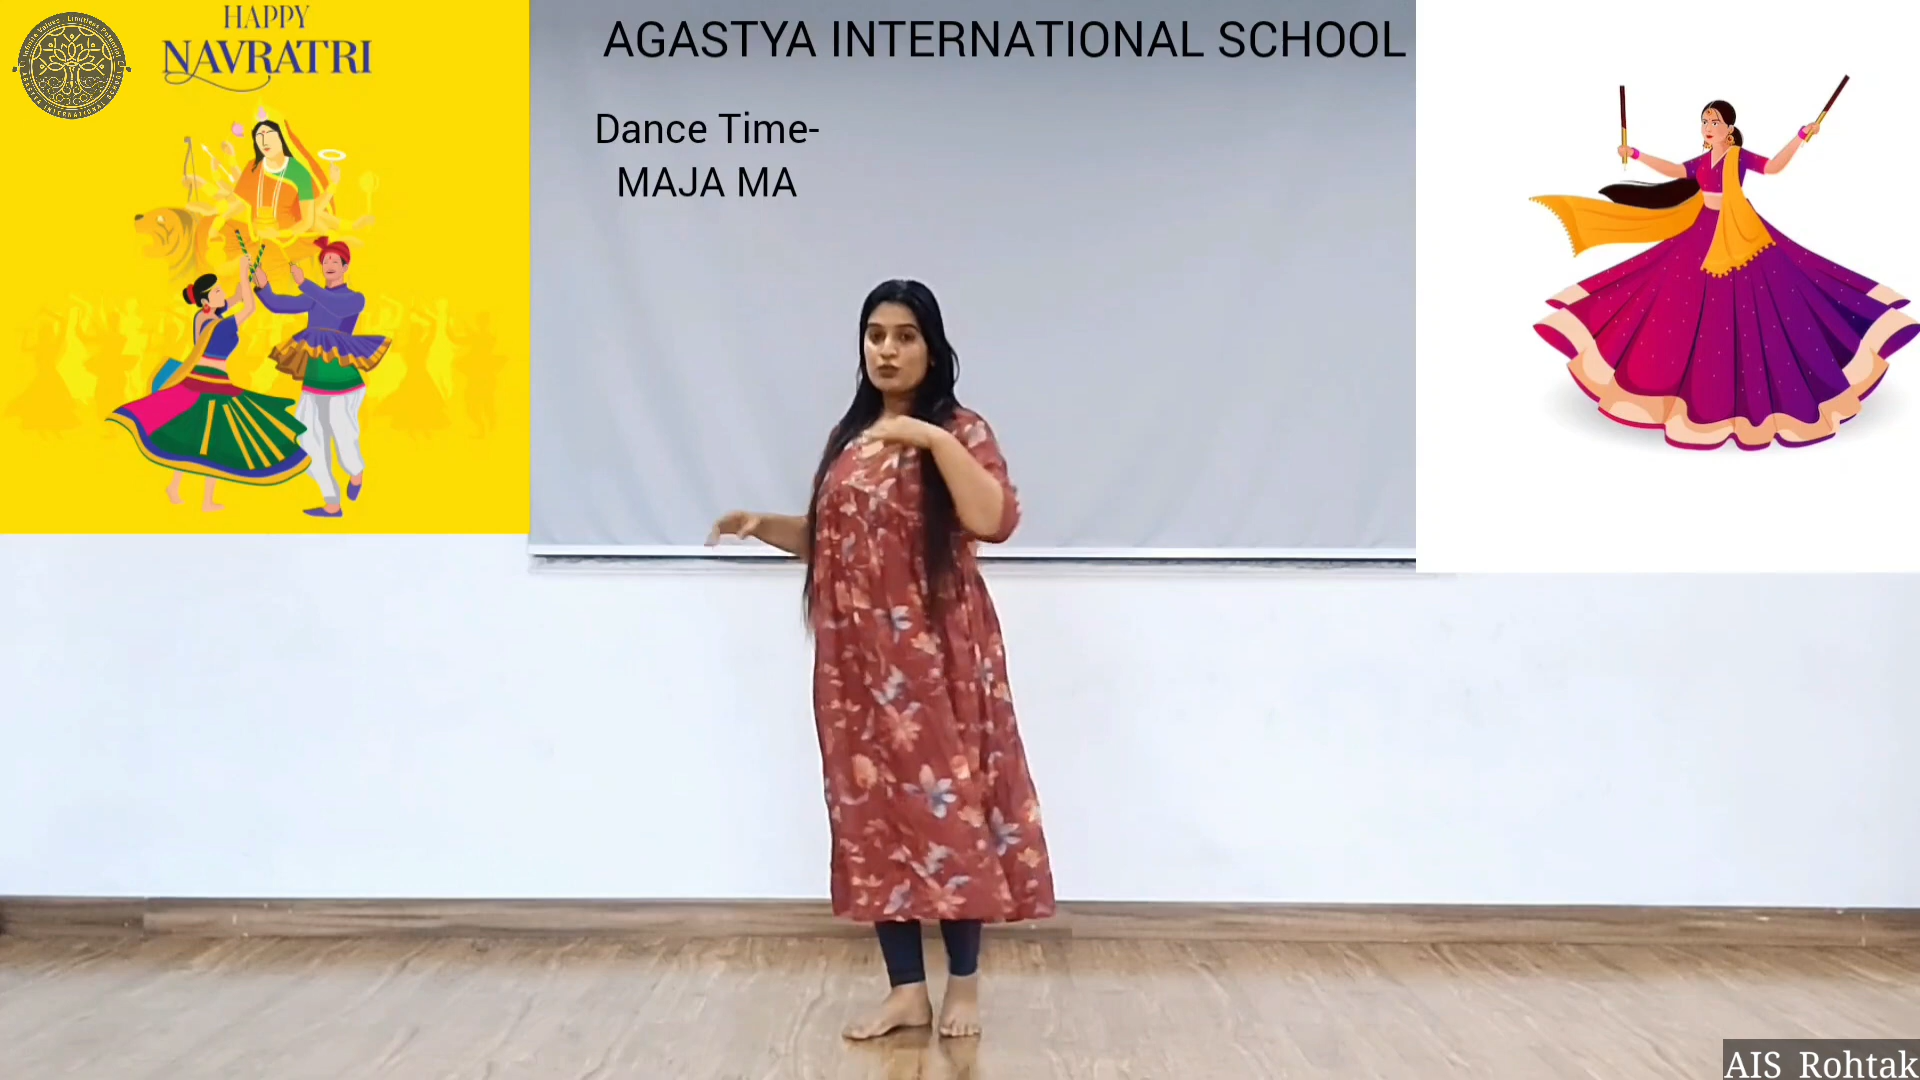 HAPPY
NAVRATRI
AGASTYA INTERNATIONAL SCHOOL
Dance Time-
MAJA MA
AIS Rohtak